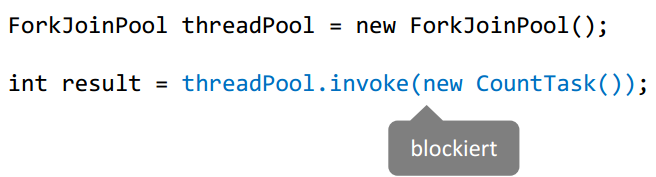 ForkJoinPool threadPool = new ForkJoinPool();
int result = threadPool.invoke(new CountTask());
blockiert